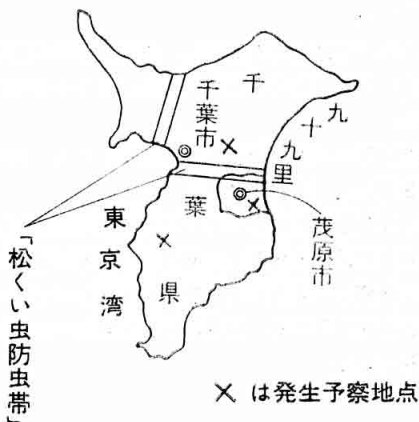 千葉県
千葉市
九十九里
茂原市
東京湾
「松くい虫防虫帯」
×は発生予察地点